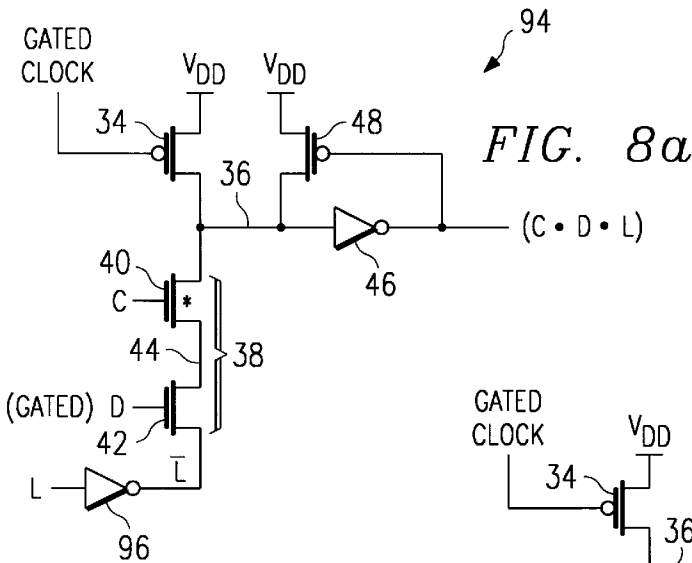 GATED
CLOCK
V_DD
V_DD
94
34
48
FIG. 8a
36
(C • D • L)
46
40
C
*
44
38
(GATED) D
42
L̅
L
96
GATED
CLOCK
V_DD
34
36